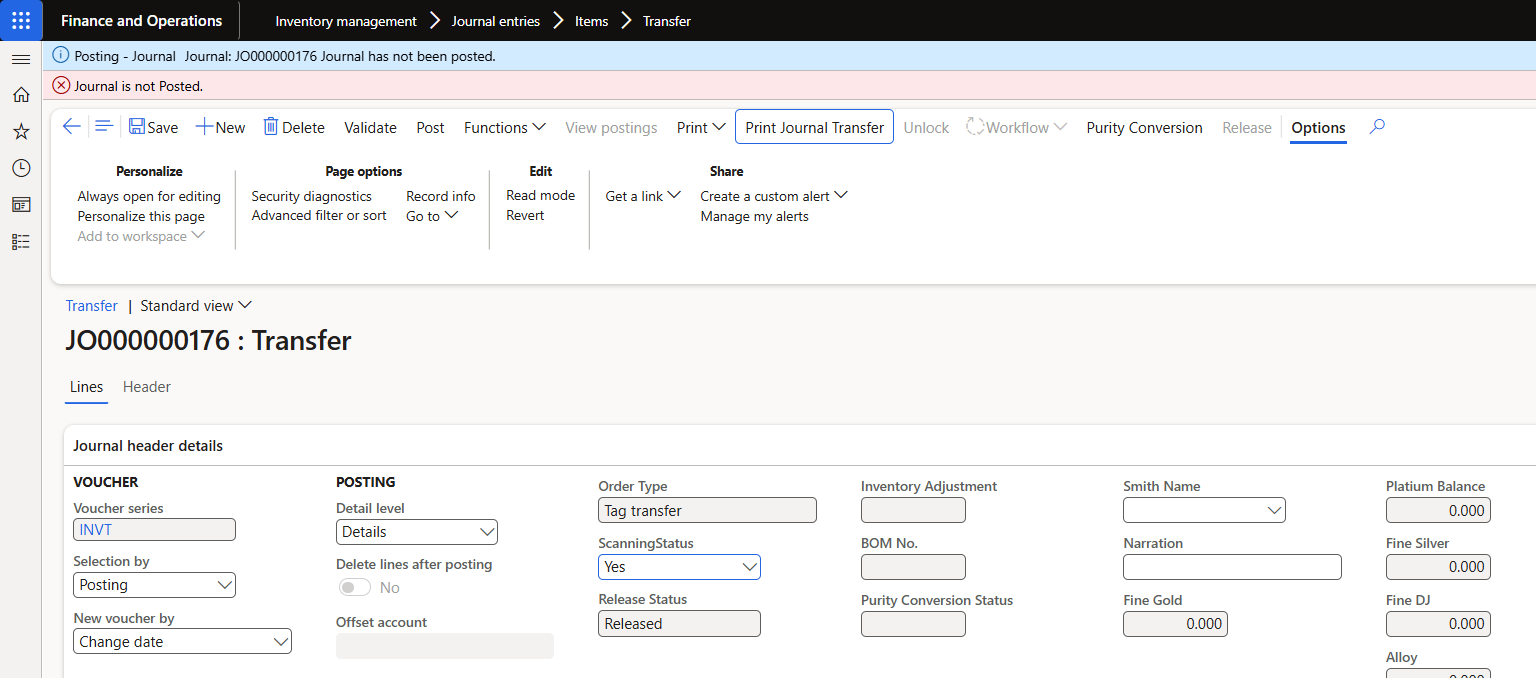 Finance and Operations Inventory management Journal entries Items Transfer
Posting - Journal Journal: JO000000176 Journal has not been posted.
Journal is not Posted.
Save New Delete Validate Post Functions View postings Print Print Journal Transfer Unlock Workflow Purity Conversion Release Options
Personalize Page options Edit Share
Always open for editing Security diagnostics Record info Read mode Get a link Create a custom alert
Personalize this page Advanced filter or sort Go to Revert Manage my alerts
Add to workspace
Transfer | Standard view
JO000000176 : Transfer
Lines Header
Journal header details
VOUCHER
Voucher series
INVT
Selection by
Posting
New voucher by
Change date
POSTING
Detail level
Details
Delete lines after posting
No
Offset account
Order Type
Tag transfer
ScanningStatus
Yes
Release Status
Released
Inventory Adjustment
BOM No.
Purity Conversion Status
Smith Name
Narration
Fine Gold
0.000
Platium Balance
0.000
Fine Silver
0.000
Fine DJ
0.000
Alloy